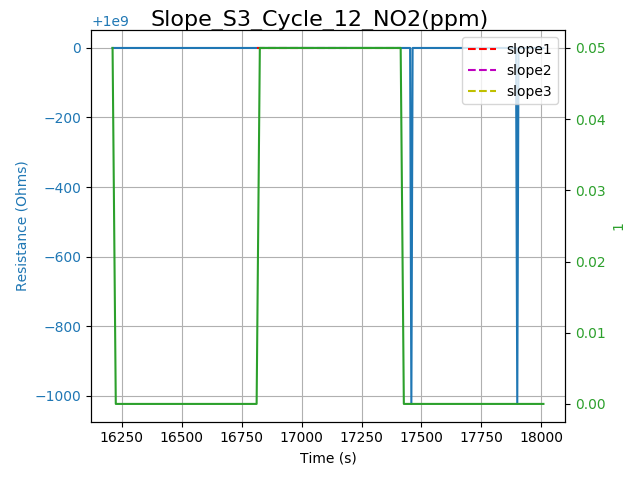 Slope_S3_Cycle_12_NO2(ppm)
+1e9
slope1
slope2
slope3
0
−200
−400
−600
−800
−1000
Resistance (Ohms)
0.05
0.04
0.03
0.02
0.01
0.00
1
16250 16500 16750 17000 17250 17500 17750 18000
Time (s)